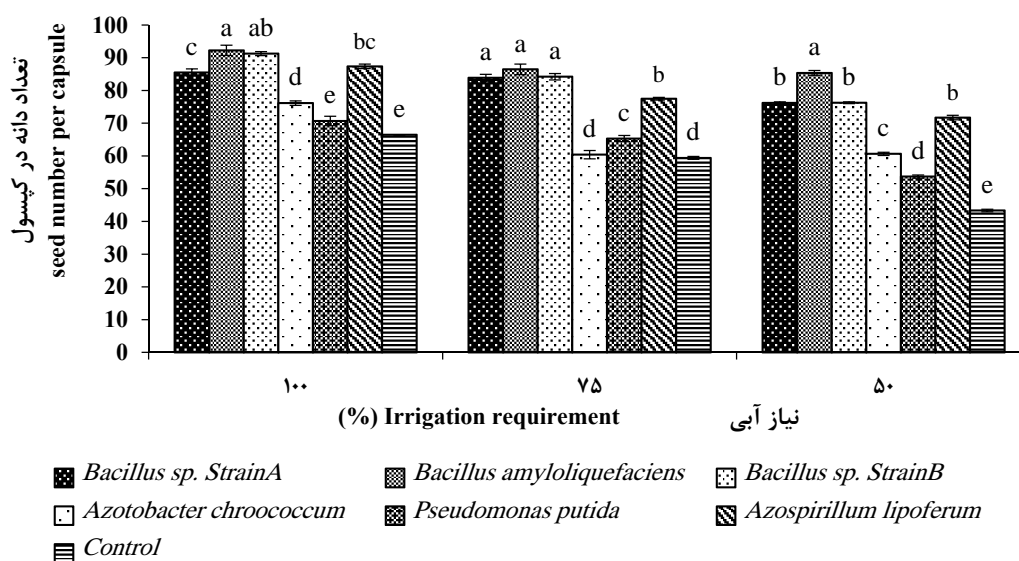 تعداد دانه در کپسول
seed number per capsule
100
90
80
70
60
50
40
30
20
10
0
c a ab d e bc e
a a a d c b d
b a b c d b e
۱۰۰ ۷۵ ۵۰
(%) Irrigation requirement نیاز آبی
Bacillus sp. StrainA Bacillus amyloliquefaciens Bacillus sp. StrainB
Azotobacter chroococcum Pseudomonas putida Azospirillum lipoferum
Control